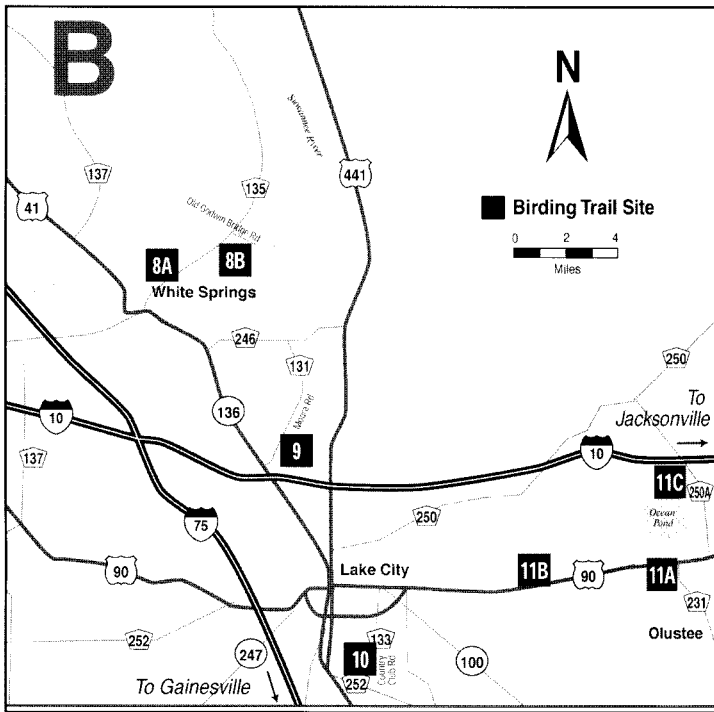 B
N
137
Suwannee River
441
135
41
Old Godwin Bridge Rd
Birding Trail Site
0 2 4
Miles
8A
8B
White Springs
246
131
250
To
Jacksonville
136
Moore Rd
10
9
10
137
11C
250A
75
250
Ocean
Pond
90
Lake City
11B
90
11A
231
252
133
Olustee
247
10
Country
Club Rd
100
252
To Gainesville